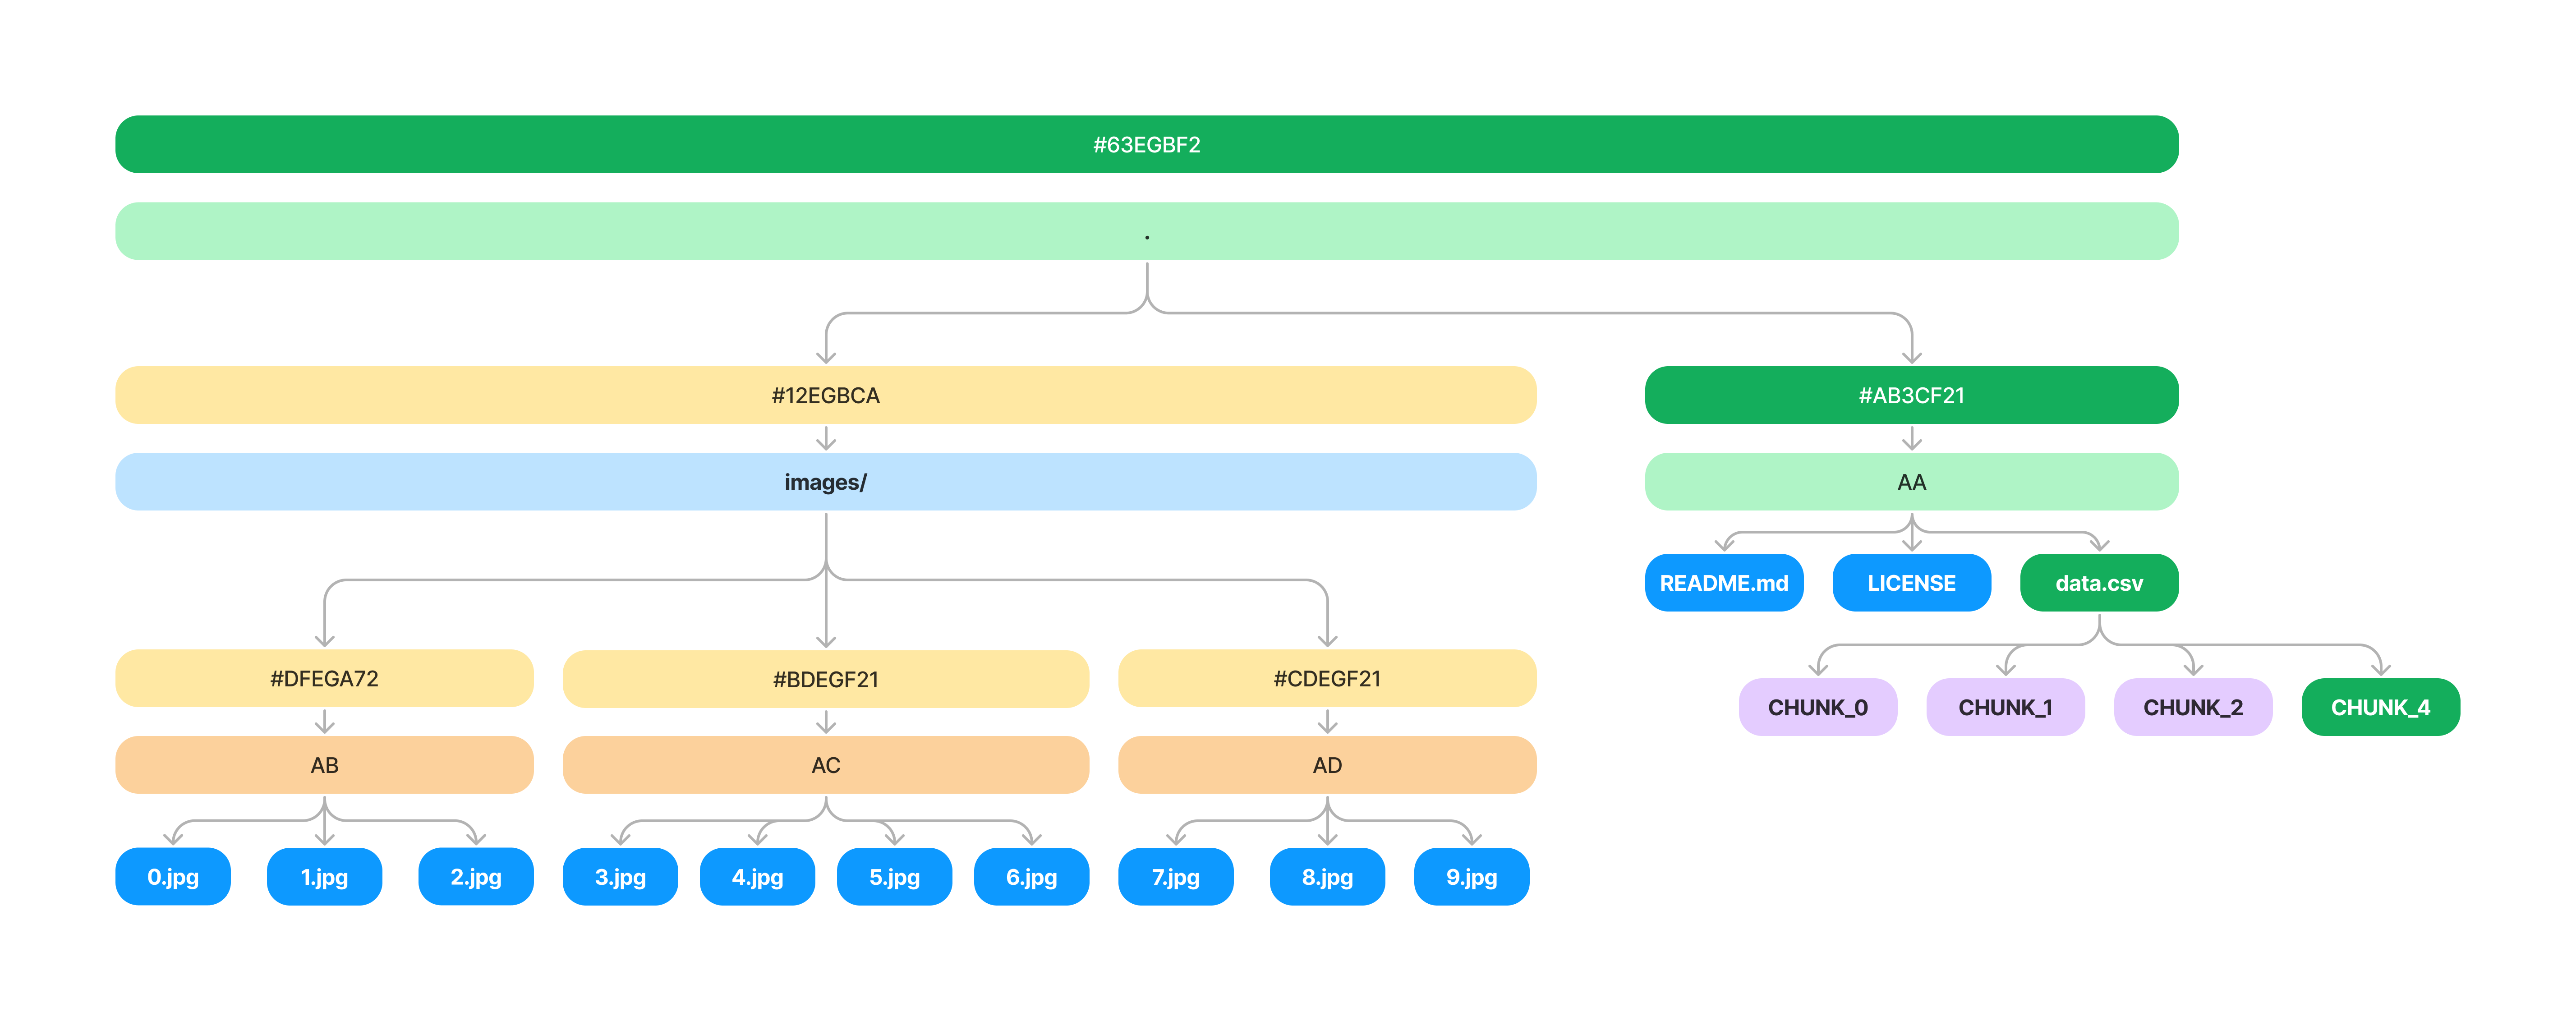 #63EGBF2
.
#12EGBCA
#AB3CF21
images/
AA
README.md
LICENSE
data.csv
#DFEGA72
#BDEGF21
#CDEGF21
CHUNK_0
CHUNK_1
CHUNK_2
CHUNK_4
AB
AC
AD
0.jpg
1.jpg
2.jpg
3.jpg
4.jpg
5.jpg
6.jpg
7.jpg
8.jpg
9.jpg